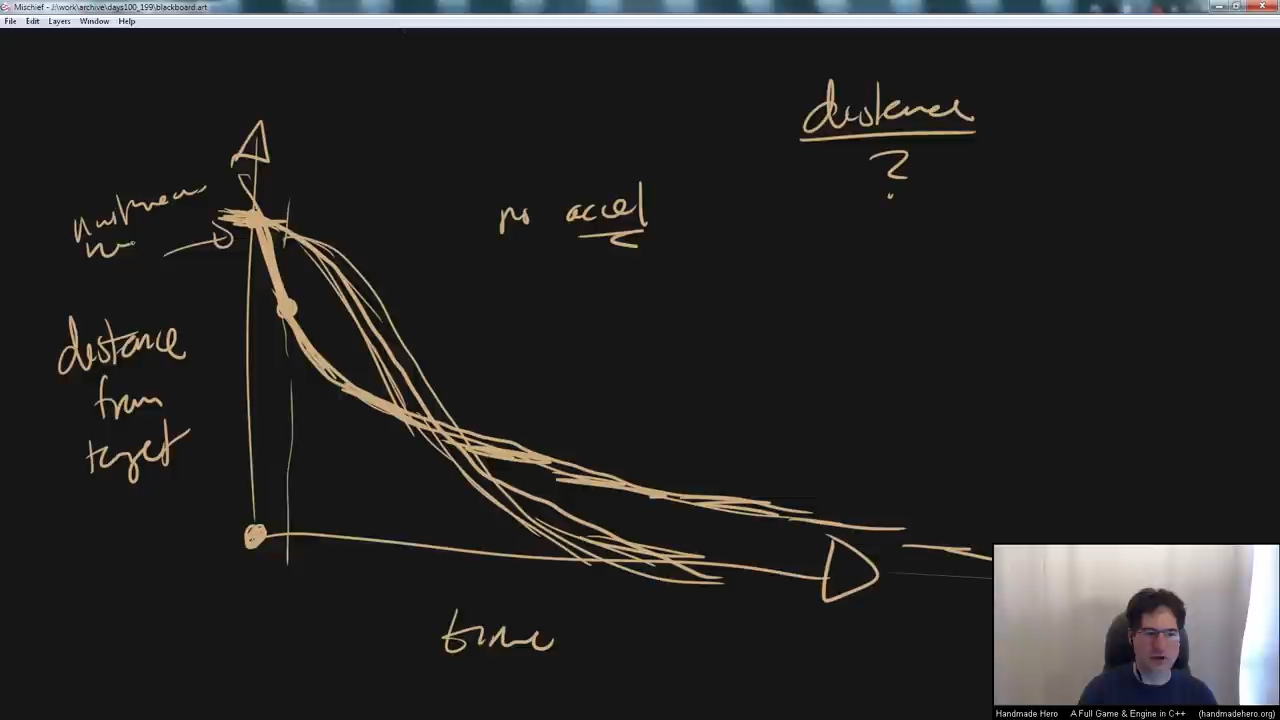 Mischief - J:\work\archive\days100_199\blackboard.art
File Edit Layers Window Help
distance
?
no accel
distance
from
target
time
Handmade Hero A Full Game & Engine in C++ (handmadehero.org)